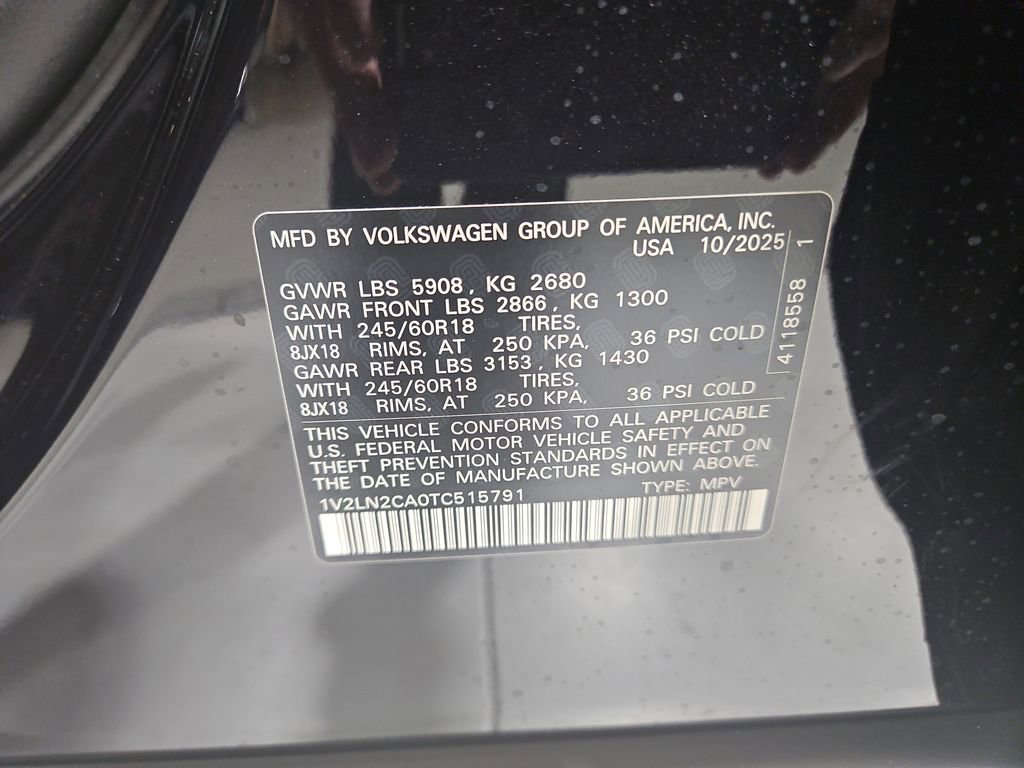 MFD BY VOLKSWAGEN GROUP OF AMERICA, INC.
USA 10/2025
GVWR LBS 5908, KG 2680
GAWR FRONT LBS 2866, KG 1300
WITH 245/60R18 TIRES,
8JX18 RIMS, AT 250 KPA, 36 PSI COLD
GAWR REAR LBS 3153, KG 1430
WITH 245/60R18 TIRES,
8JX18 RIMS, AT 250 KPA, 36 PSI COLD
THIS VEHICLE CONFORMS TO ALL APPLICABLE
U.S. FEDERAL MOTOR VEHICLE SAFETY AND
THEFT PREVENTION STANDARDS IN EFFECT ON
THE DATE OF MANUFACTURE SHOWN ABOVE.
1V2LN2CA0TC515791 TYPE: MPV
4118558 1